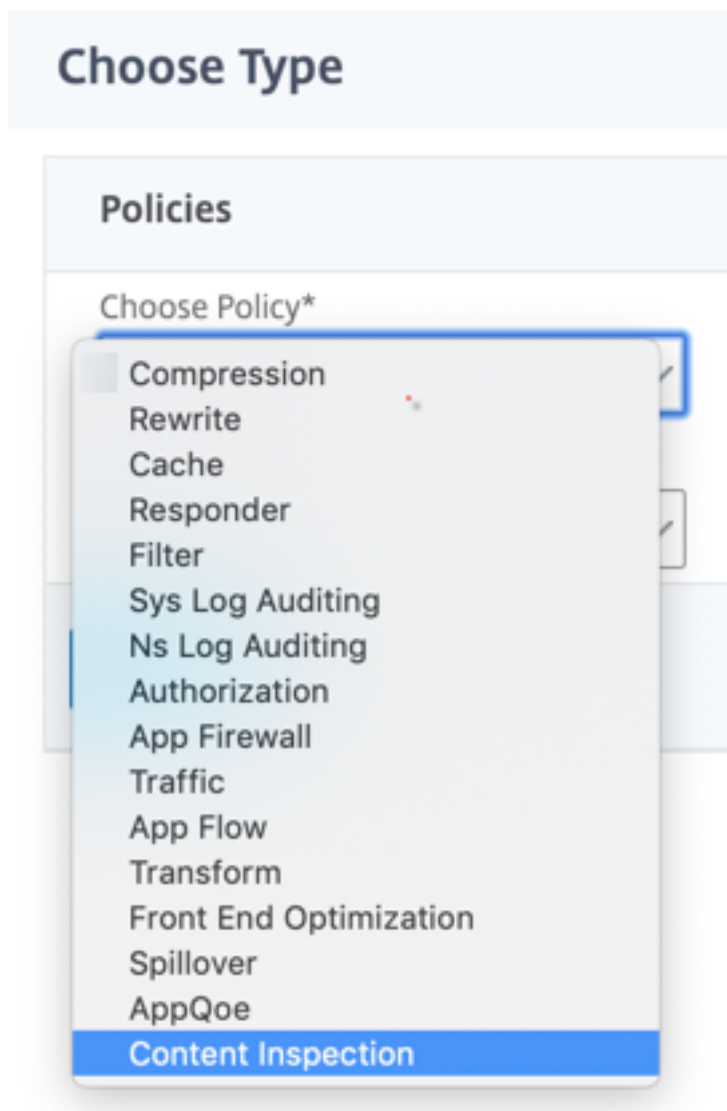 Choose Type
Policies
Choose Policy*
Compression
Rewrite
Cache
Responder
Filter
Sys Log Auditing
Ns Log Auditing
Authorization
App Firewall
Traffic
App Flow
Transform
Front End Optimization
Spillover
AppQoe
Content Inspection